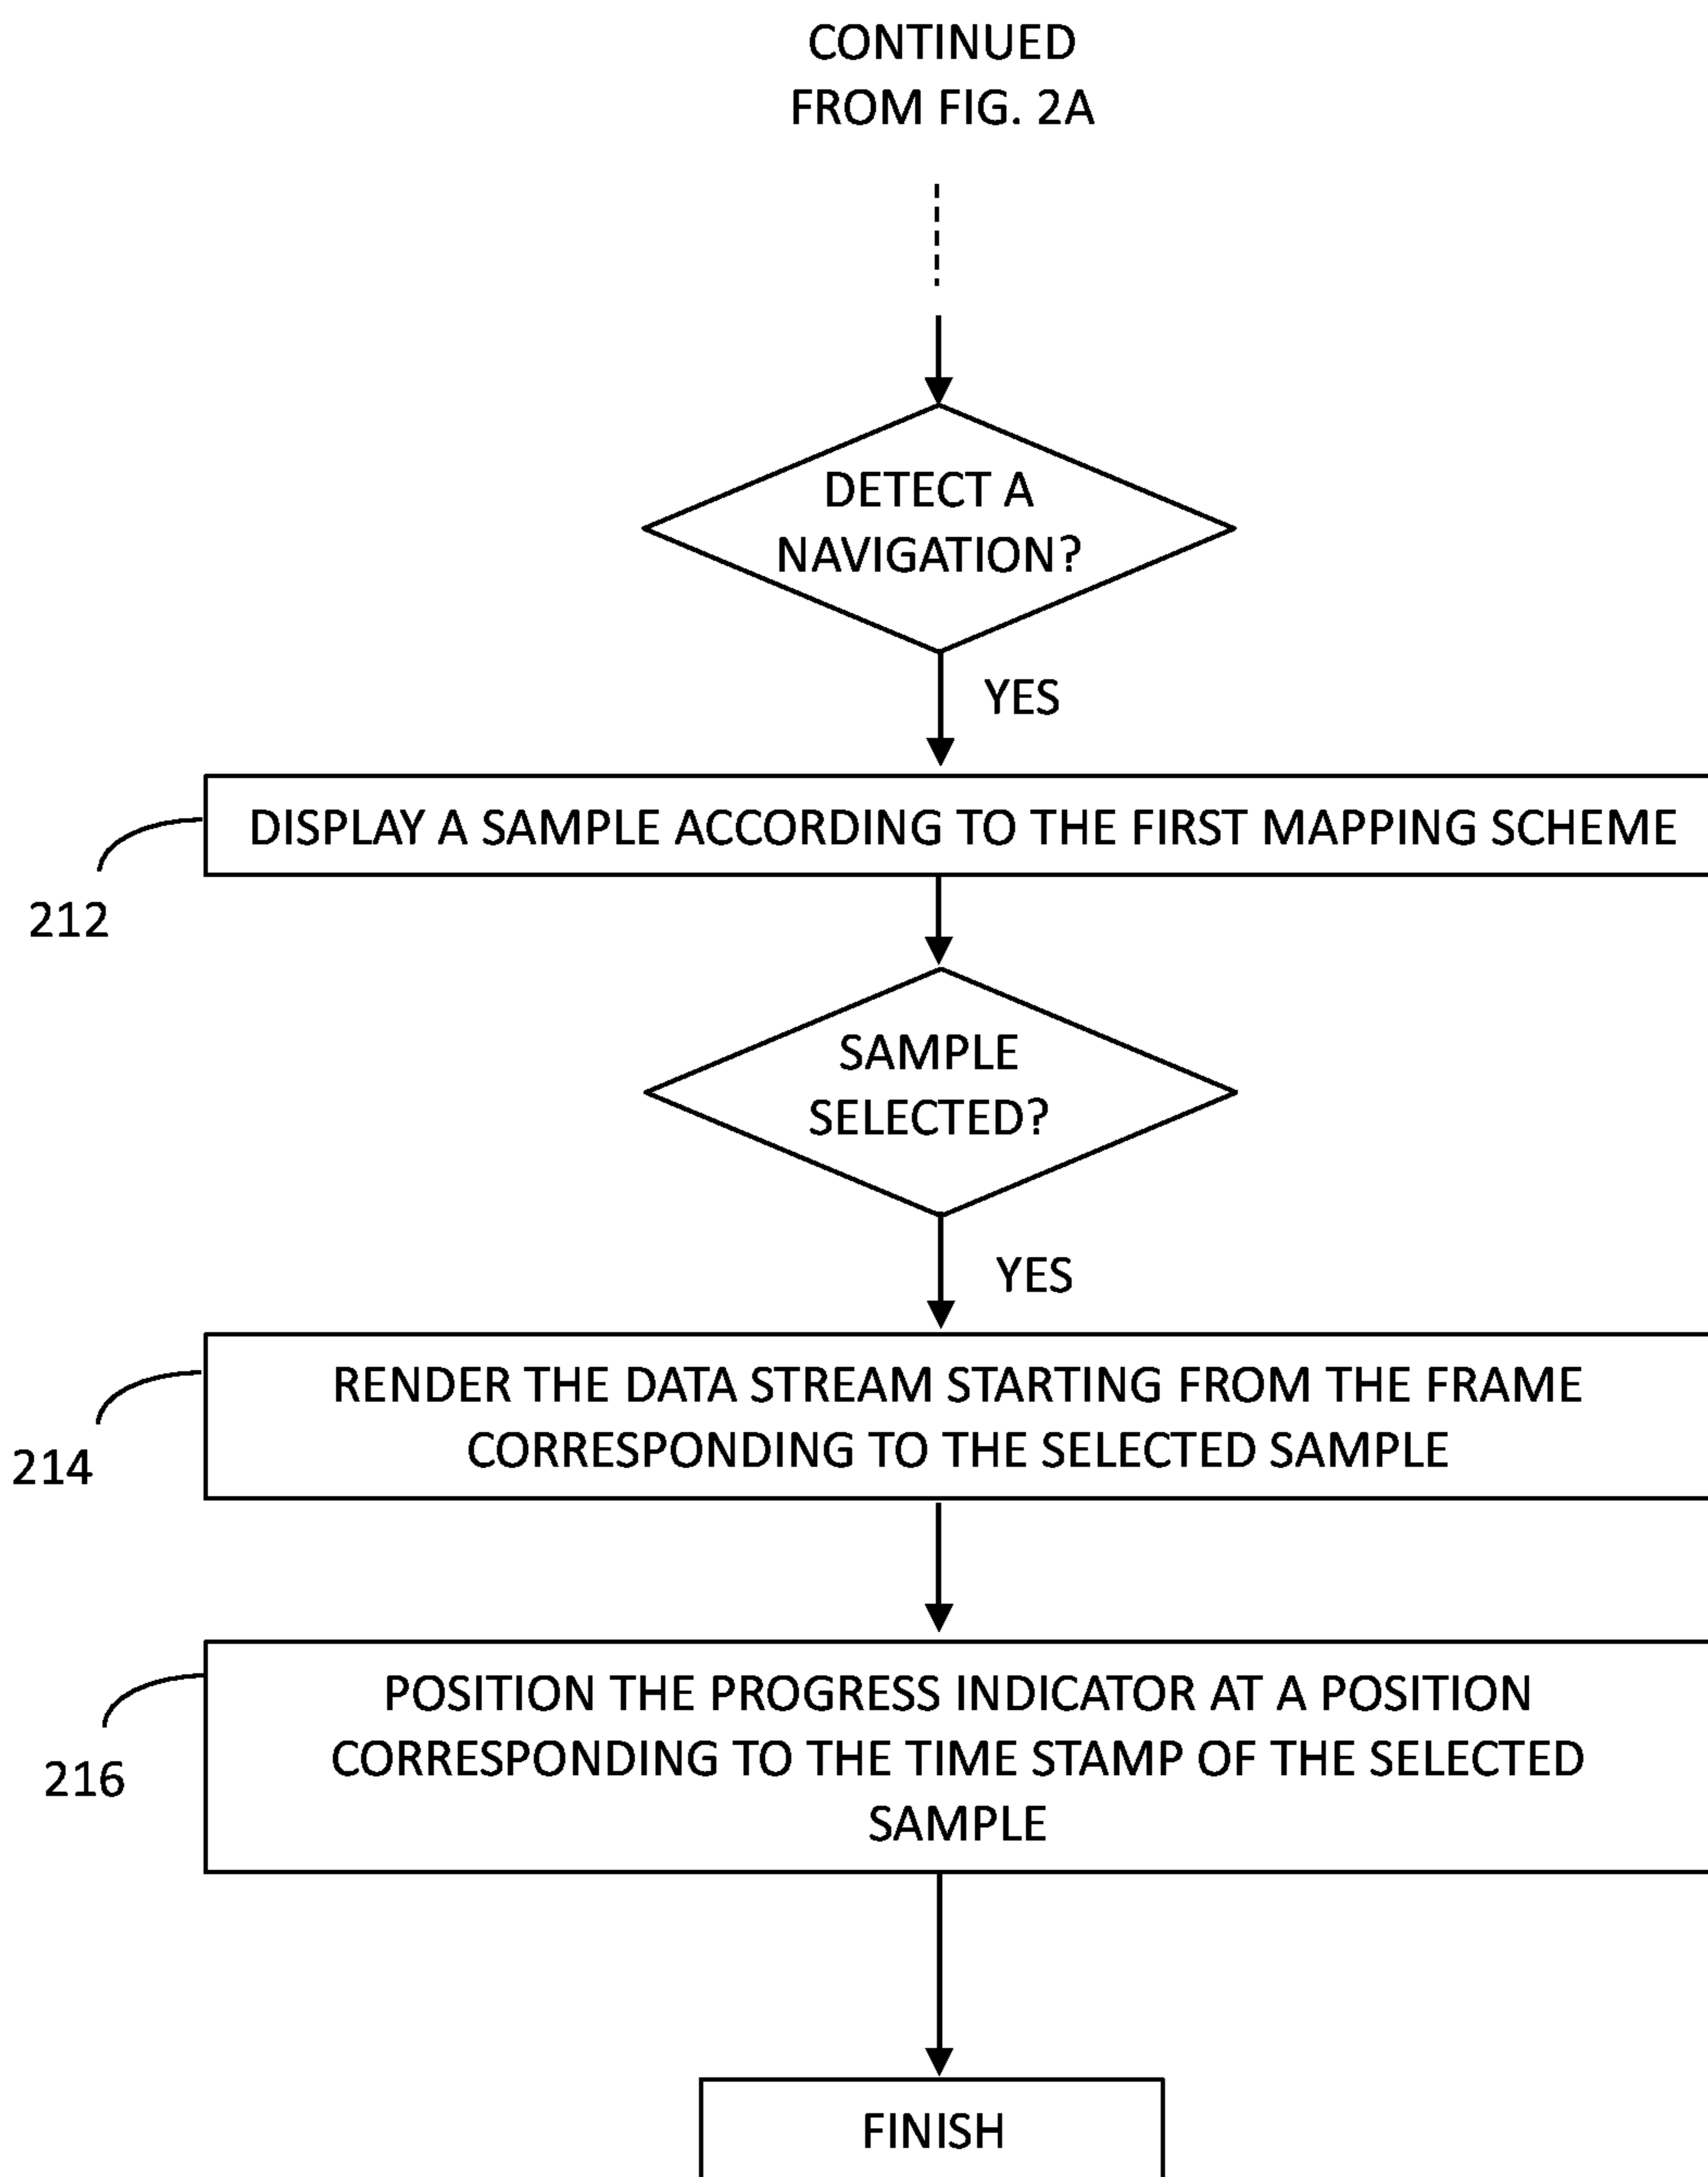 CONTINUED
FROM FIG. 2A
DETECT A
NAVIGATION?
YES
DISPLAY A SAMPLE ACCORDING TO THE FIRST MAPPING SCHEME
212
SAMPLE
SELECTED?
YES
RENDER THE DATA STREAM STARTING FROM THE FRAME
CORRESPONDING TO THE SELECTED SAMPLE
214
POSITION THE PROGRESS INDICATOR AT A POSITION
CORRESPONDING TO THE TIME STAMP OF THE SELECTED
SAMPLE
216
FINISH